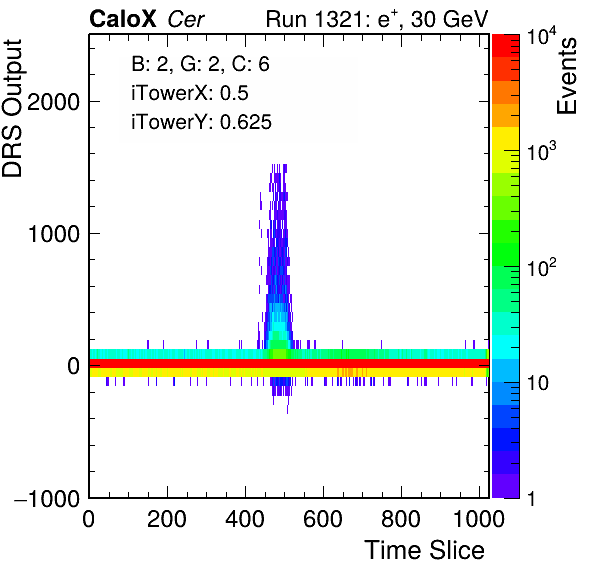 CaloX Cer Run 1321: e⁺, 30 GeV
B: 2, G: 2, C: 6
iTowerX: 0.5
iTowerY: 0.625
DRS Output
2000
1000
0
−1000
0 200 400 600 800 1000
Time Slice
Events
10⁴
10³
10²
10
1